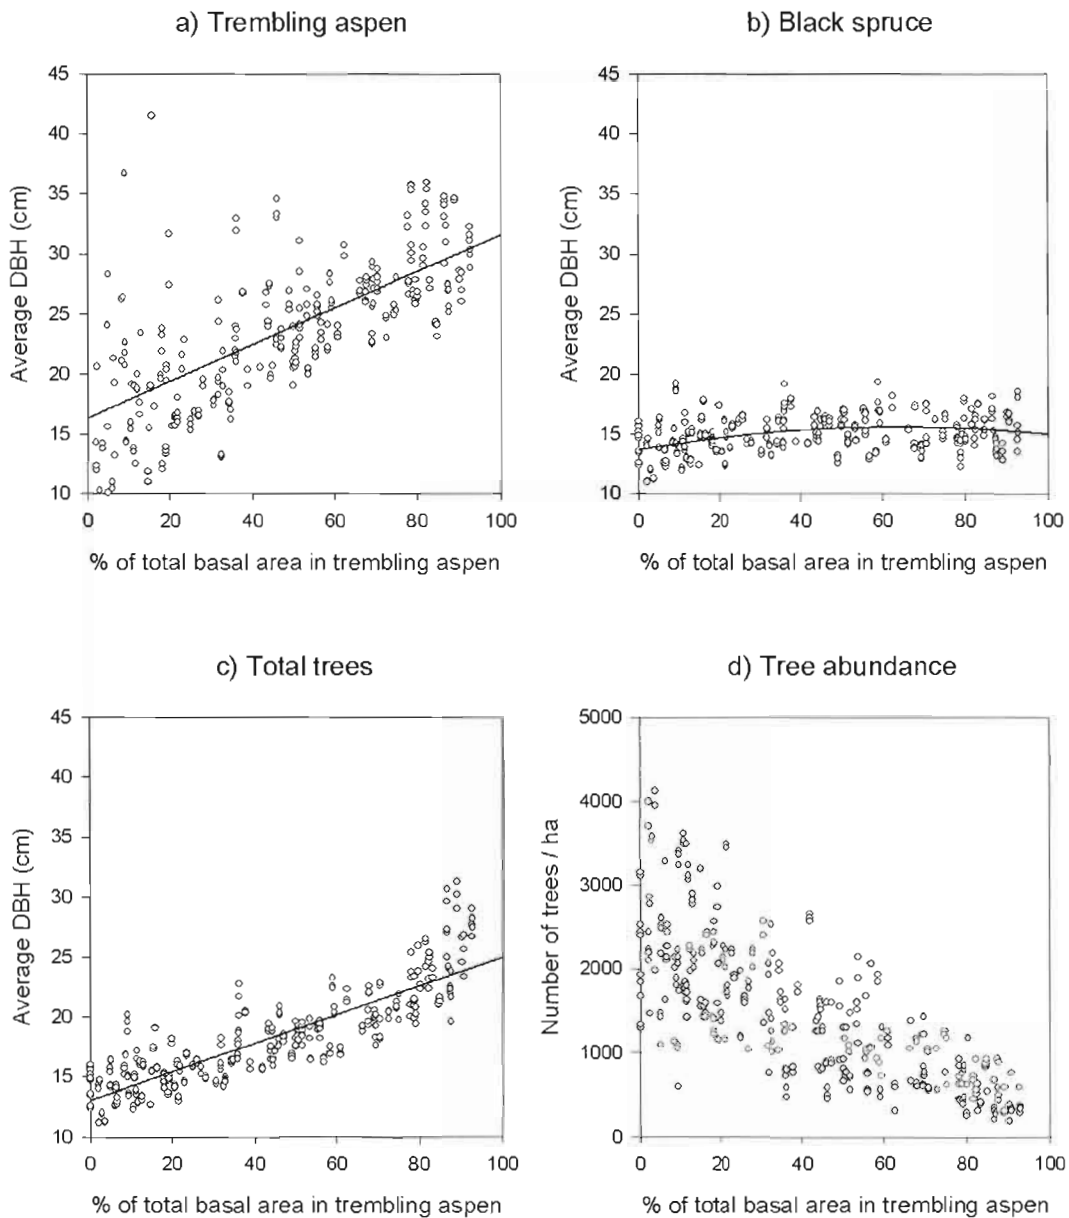 a) Trembling aspen
b) Black spruce
45
40
35
30
25
20
15
10
Average DBH (cm)
0 20 40 60 80 100
% of total basal area in trembling aspen
45
40
35
30
25
20
15
10
Average DBH (cm)
0 20 40 60 80 100
% of total basal area in trembling aspen
c) Total trees
d) Tree abundance
45
40
35
30
25
20
15
10
Average DBH (cm)
0 20 40 60 80 100
% of total basal area in trembling aspen
5000
4000
3000
2000
1000
0
Number of trees / ha
0 20 40 60 80 100
% of total basal area in trembling aspen